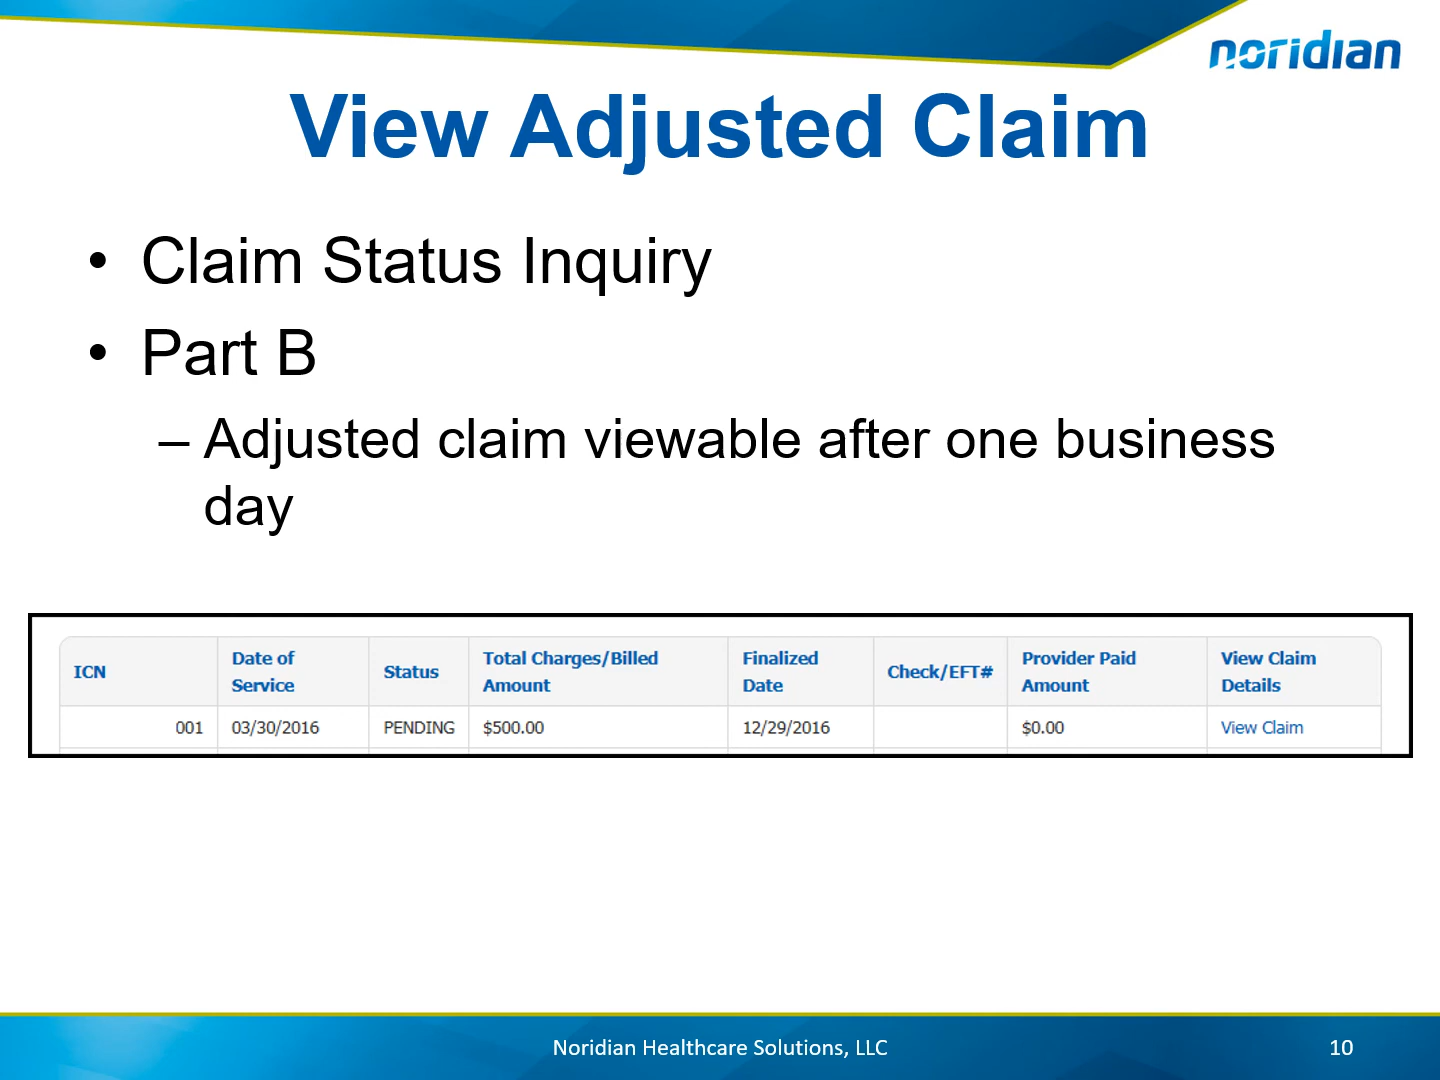 noridian
View Adjusted Claim
• Claim Status Inquiry
• Part B
– Adjusted claim viewable after one business
day
ICN Date of Service Status Total Charges/Billed Amount Finalized Date Check/EFT# Provider Paid Amount View Claim Details
001 03/30/2016 PENDING $500.00 12/29/2016 $0.00 View Claim
Noridian Healthcare Solutions, LLC 10